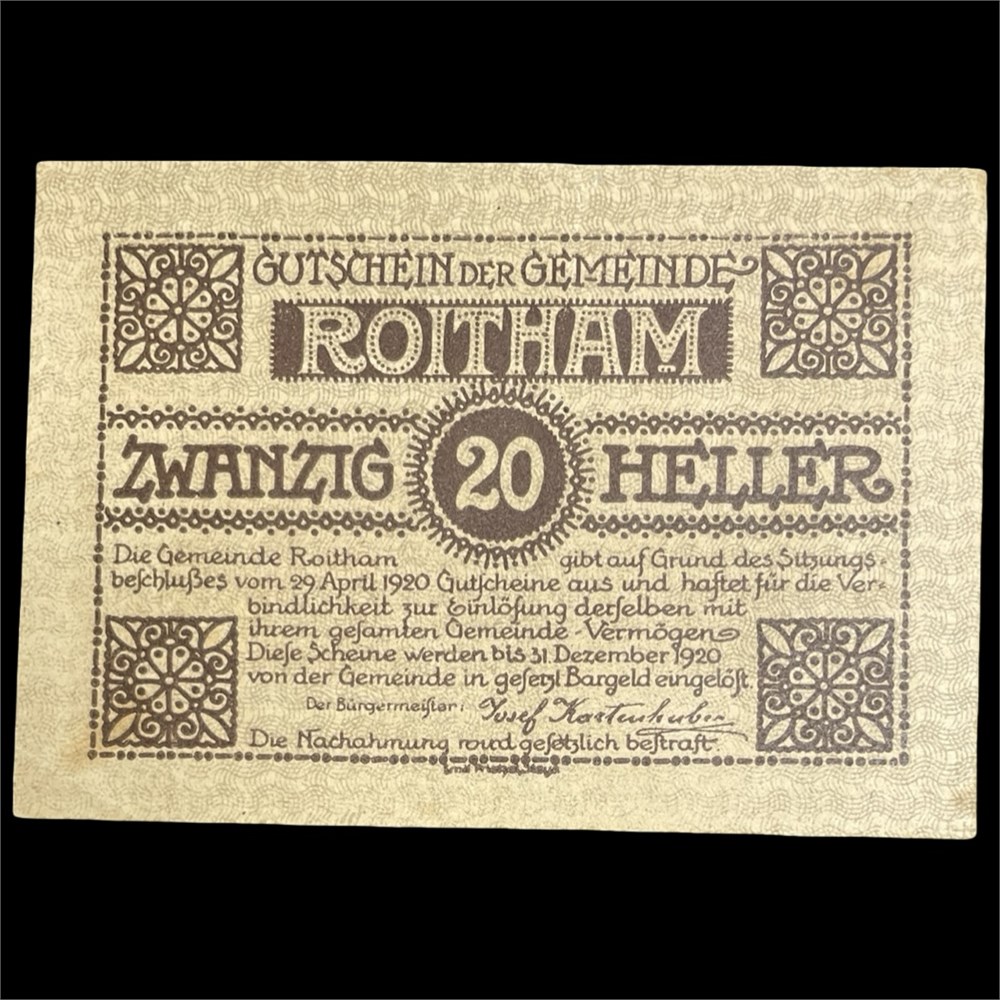 GUTSCHEIN DER GEMEINDE
ROITHAM
ZWANZIG 20 HELLER
Die Gemeinde Roitham gibt auf Grund des Sitzungs-
beſchlußes vom 29 April 1920 Gutſcheine aus und haftet für die Ver-
bindlichkeit zur Einlöſung derſelben mit
ihrem geſamten Gemeinde-Vermögen
Dieſe Scheine werden bis 31. Dezember 1920
von der Gemeinde in geſetzl Bargeld eingelöſt.
Der Bürgermeiſter: Josef Kastenhuber
Die Nachahmung wird geſetzlich beſtraft.